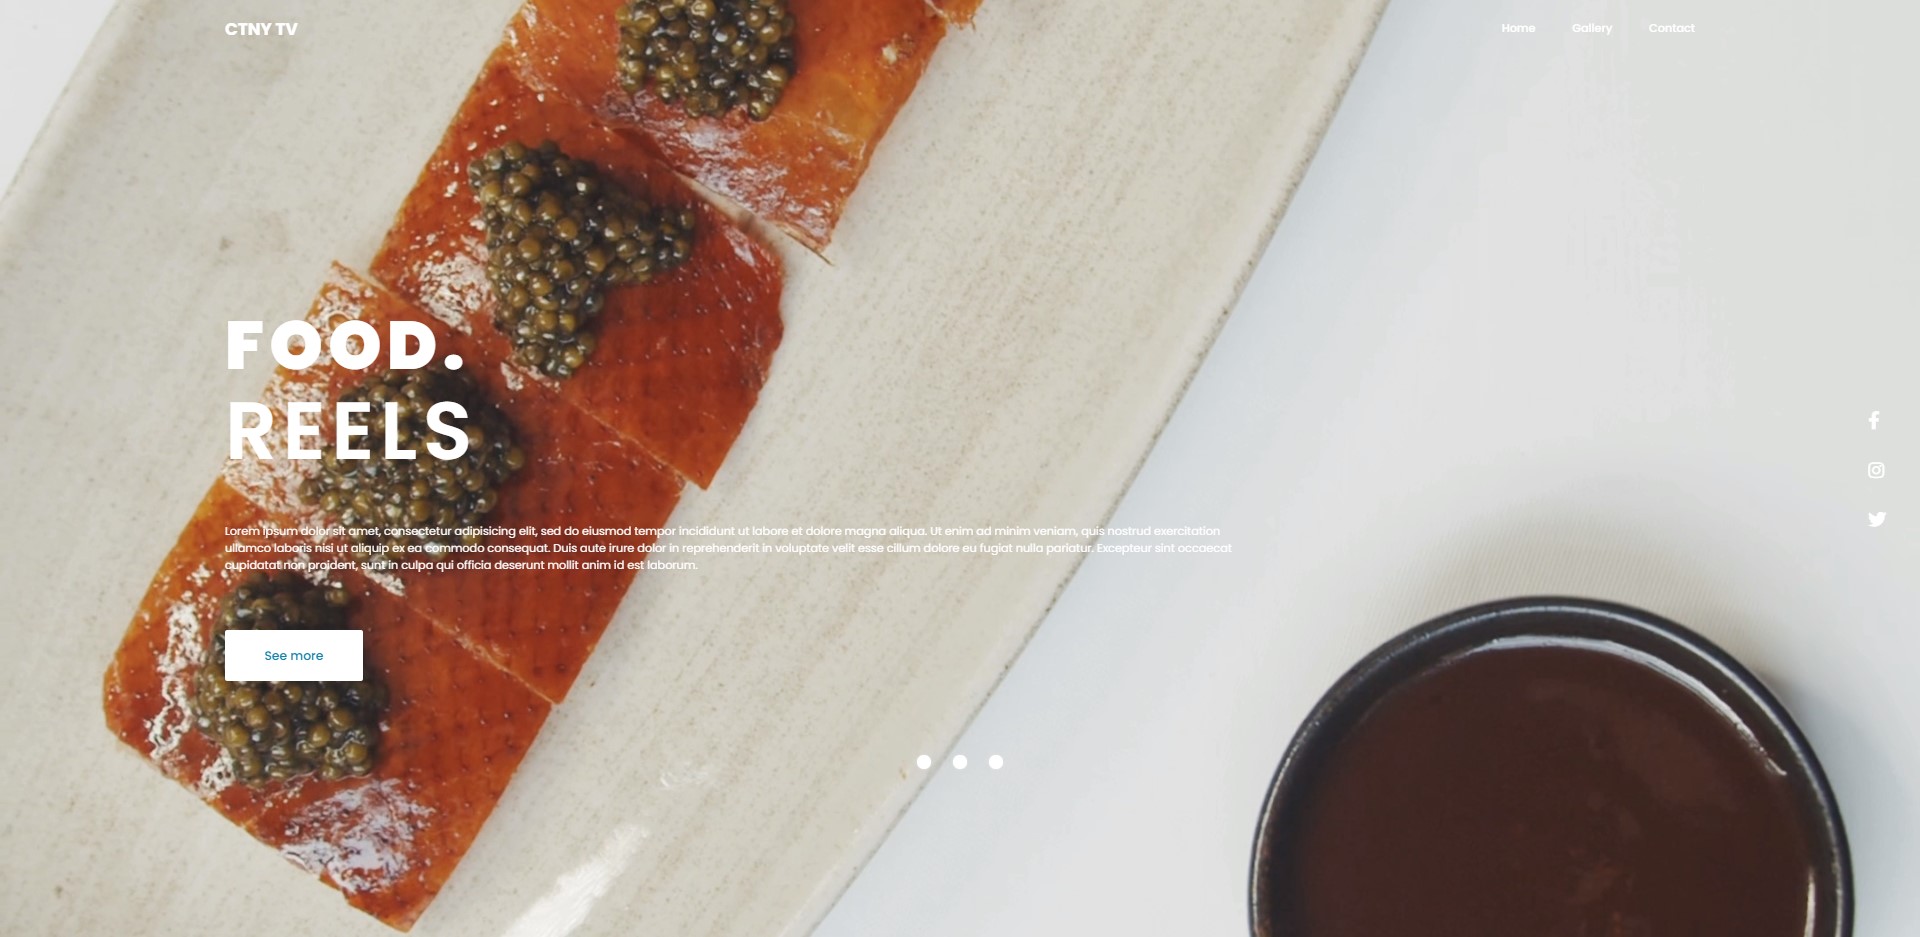 CTNY TV
Home Gallery Contact
FOOD.
REELS
Lorem ipsum dolor sit amet, consectetur adipisicing elit, sed do eiusmod tempor incididunt ut labore et dolore magna aliqua. Ut enim ad minim veniam, quis nostrud exercitation
ullamco laboris nisi ut aliquip ex ea commodo consequat. Duis aute irure dolor in reprehenderit in voluptate velit esse cillum dolore eu fugiat nulla pariatur. Excepteur sint occaecat
cupidatat non proident, sunt in culpa qui officia deserunt mollit anim id est laborum.
See more